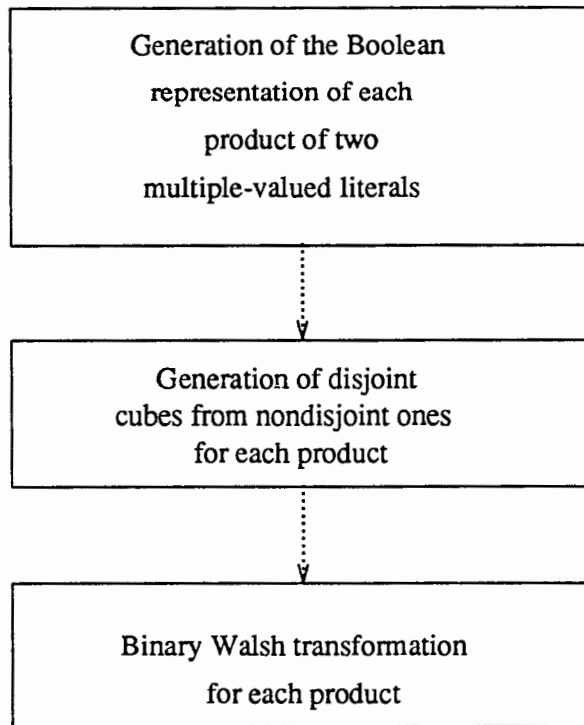 Generation of the Boolean
representation of each
product of two
multiple-valued literals
Generation of disjoint
cubes from nondisjoint ones
for each product
Binary Walsh transformation
for each product